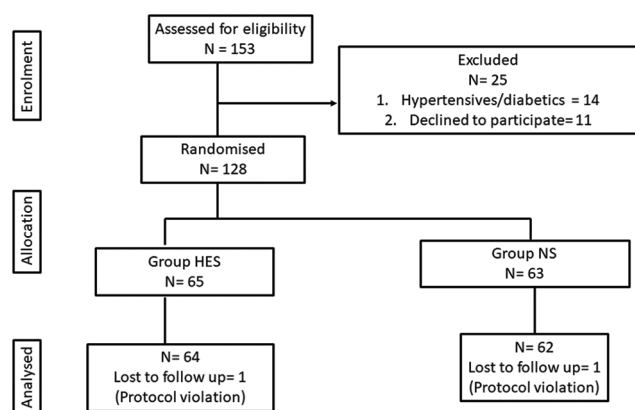 Enrolment
Assessed for eligibility
N = 153
Excluded
N= 25
1. Hypertensives/diabetics = 14
2. Declined to participate= 11
Randomised
N= 128
Allocation
Group HES
N= 65
Group NS
N= 63
Analysed
N= 64
Lost to follow up= 1
(Protocol violation)
N= 62
Lost to follow up= 1
(Protocol violation)